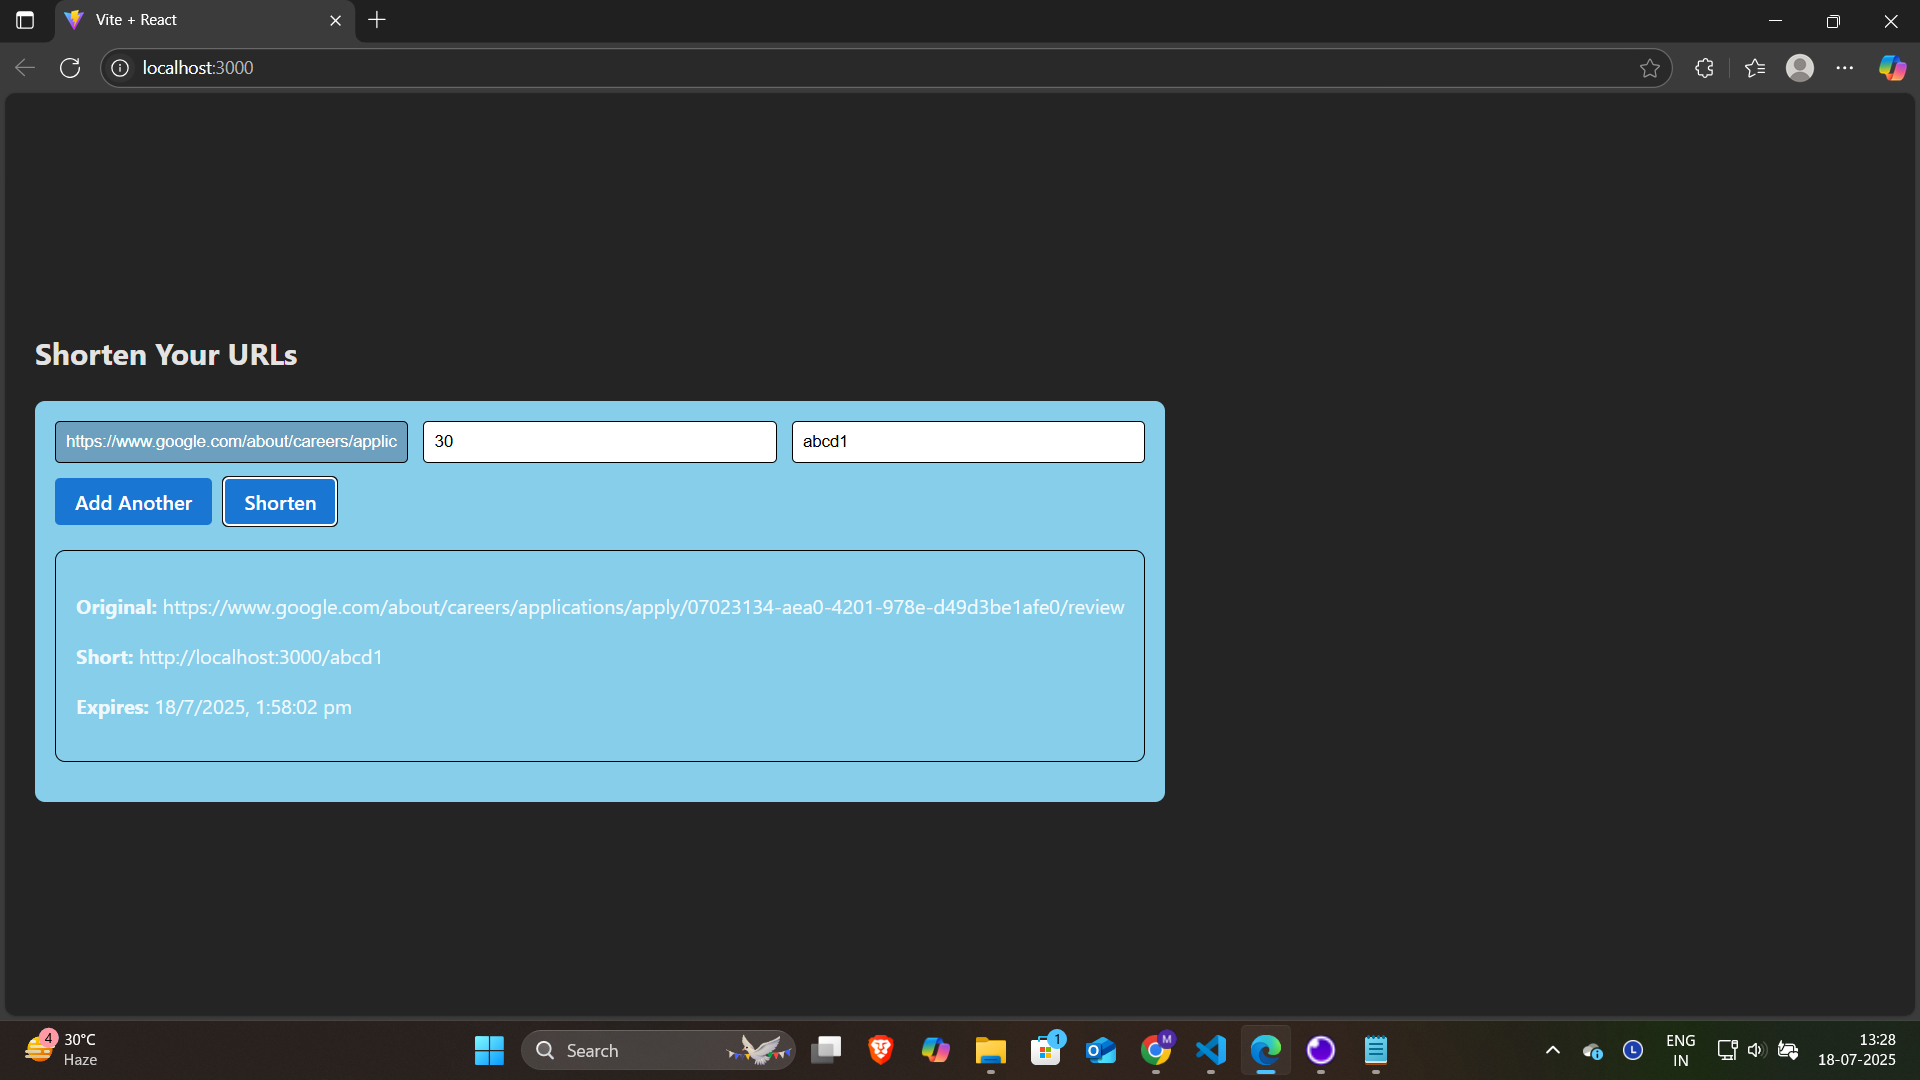 Vite + React
localhost:3000
Shorten Your URLs
https://www.google.com/about/careers/applic
30
abcd1
Add Another
Shorten
Original: https://www.google.com/about/careers/applications/apply/07023134-aea0-4201-978e-d49d3be1afe0/review
Short: http://localhost:3000/abcd1
Expires: 18/7/2025, 1:58:02 pm
4
30°C
Haze
Search
1
M
ENG
IN
13:28
18-07-2025